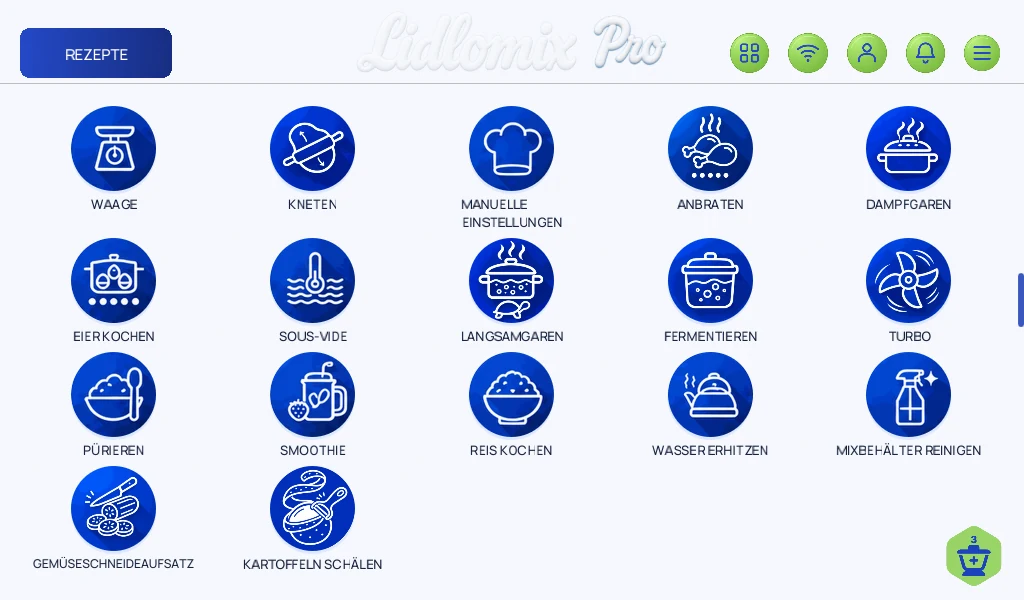 REZEPTE
Lidlomix Pro
WAAGE
KNETEN
MANUELLE
EINSTELLUNGEN
ANBRATEN
DAMPFGAREN
EIER KOCHEN
SOUS-VIDE
LANGSAMGAREN
FERMENTIEREN
TURBO
PÜRIEREN
SMOOTHIE
REIS KOCHEN
WASSER ERHITZEN
MIXBEHÄLTER REINIGEN
GEMÜSESCHNEIDEAUFSATZ
KARTOFFELN SCHÄLEN
3